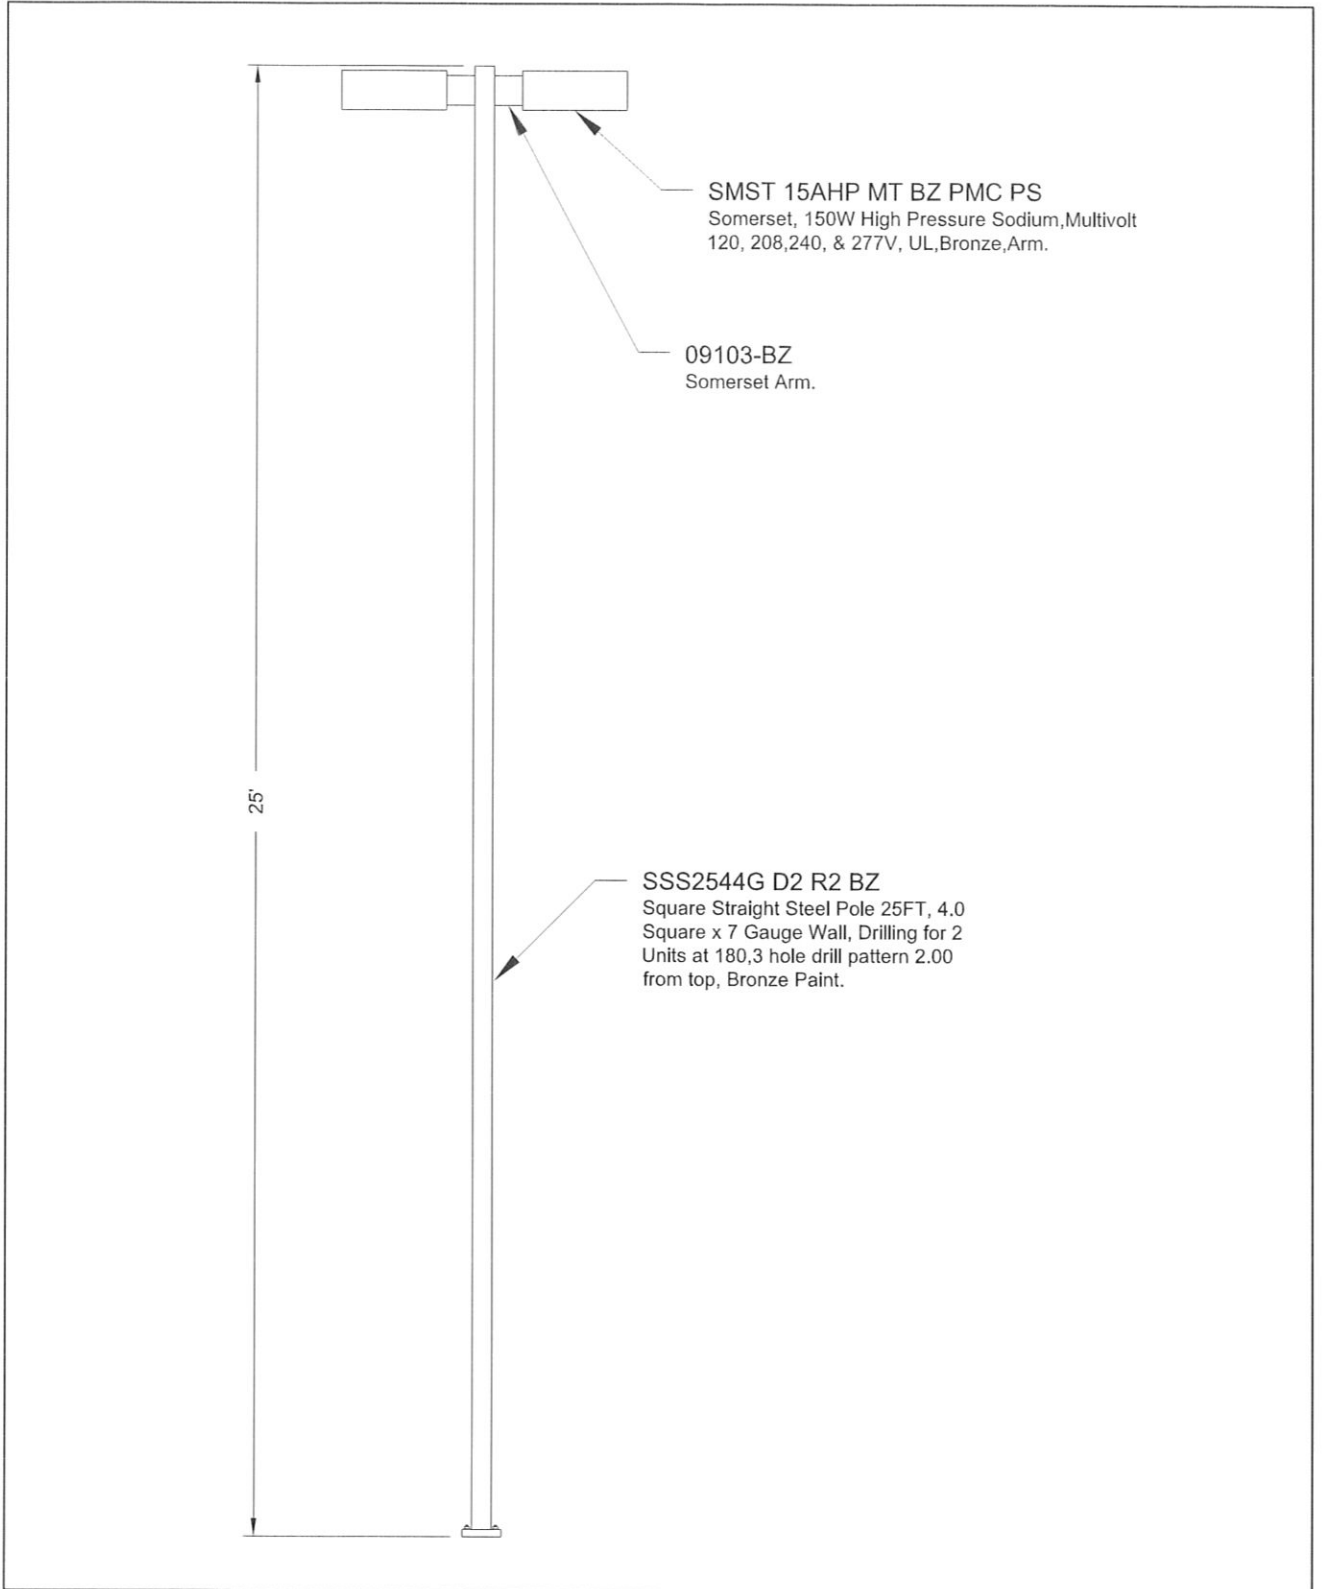 SMST 15AHP MT BZ PMC PS
Somerset, 150W High Pressure Sodium,Multivolt
120, 208,240, & 277V, UL,Bronze,Arm.
09103-BZ
Somerset Arm.
25'
SSS2544G D2 R2 BZ
Square Straight Steel Pole 25FT, 4.0
Square x 7 Gauge Wall, Drilling for 2
Units at 180,3 hole drill pattern 2.00
from top, Bronze Paint.